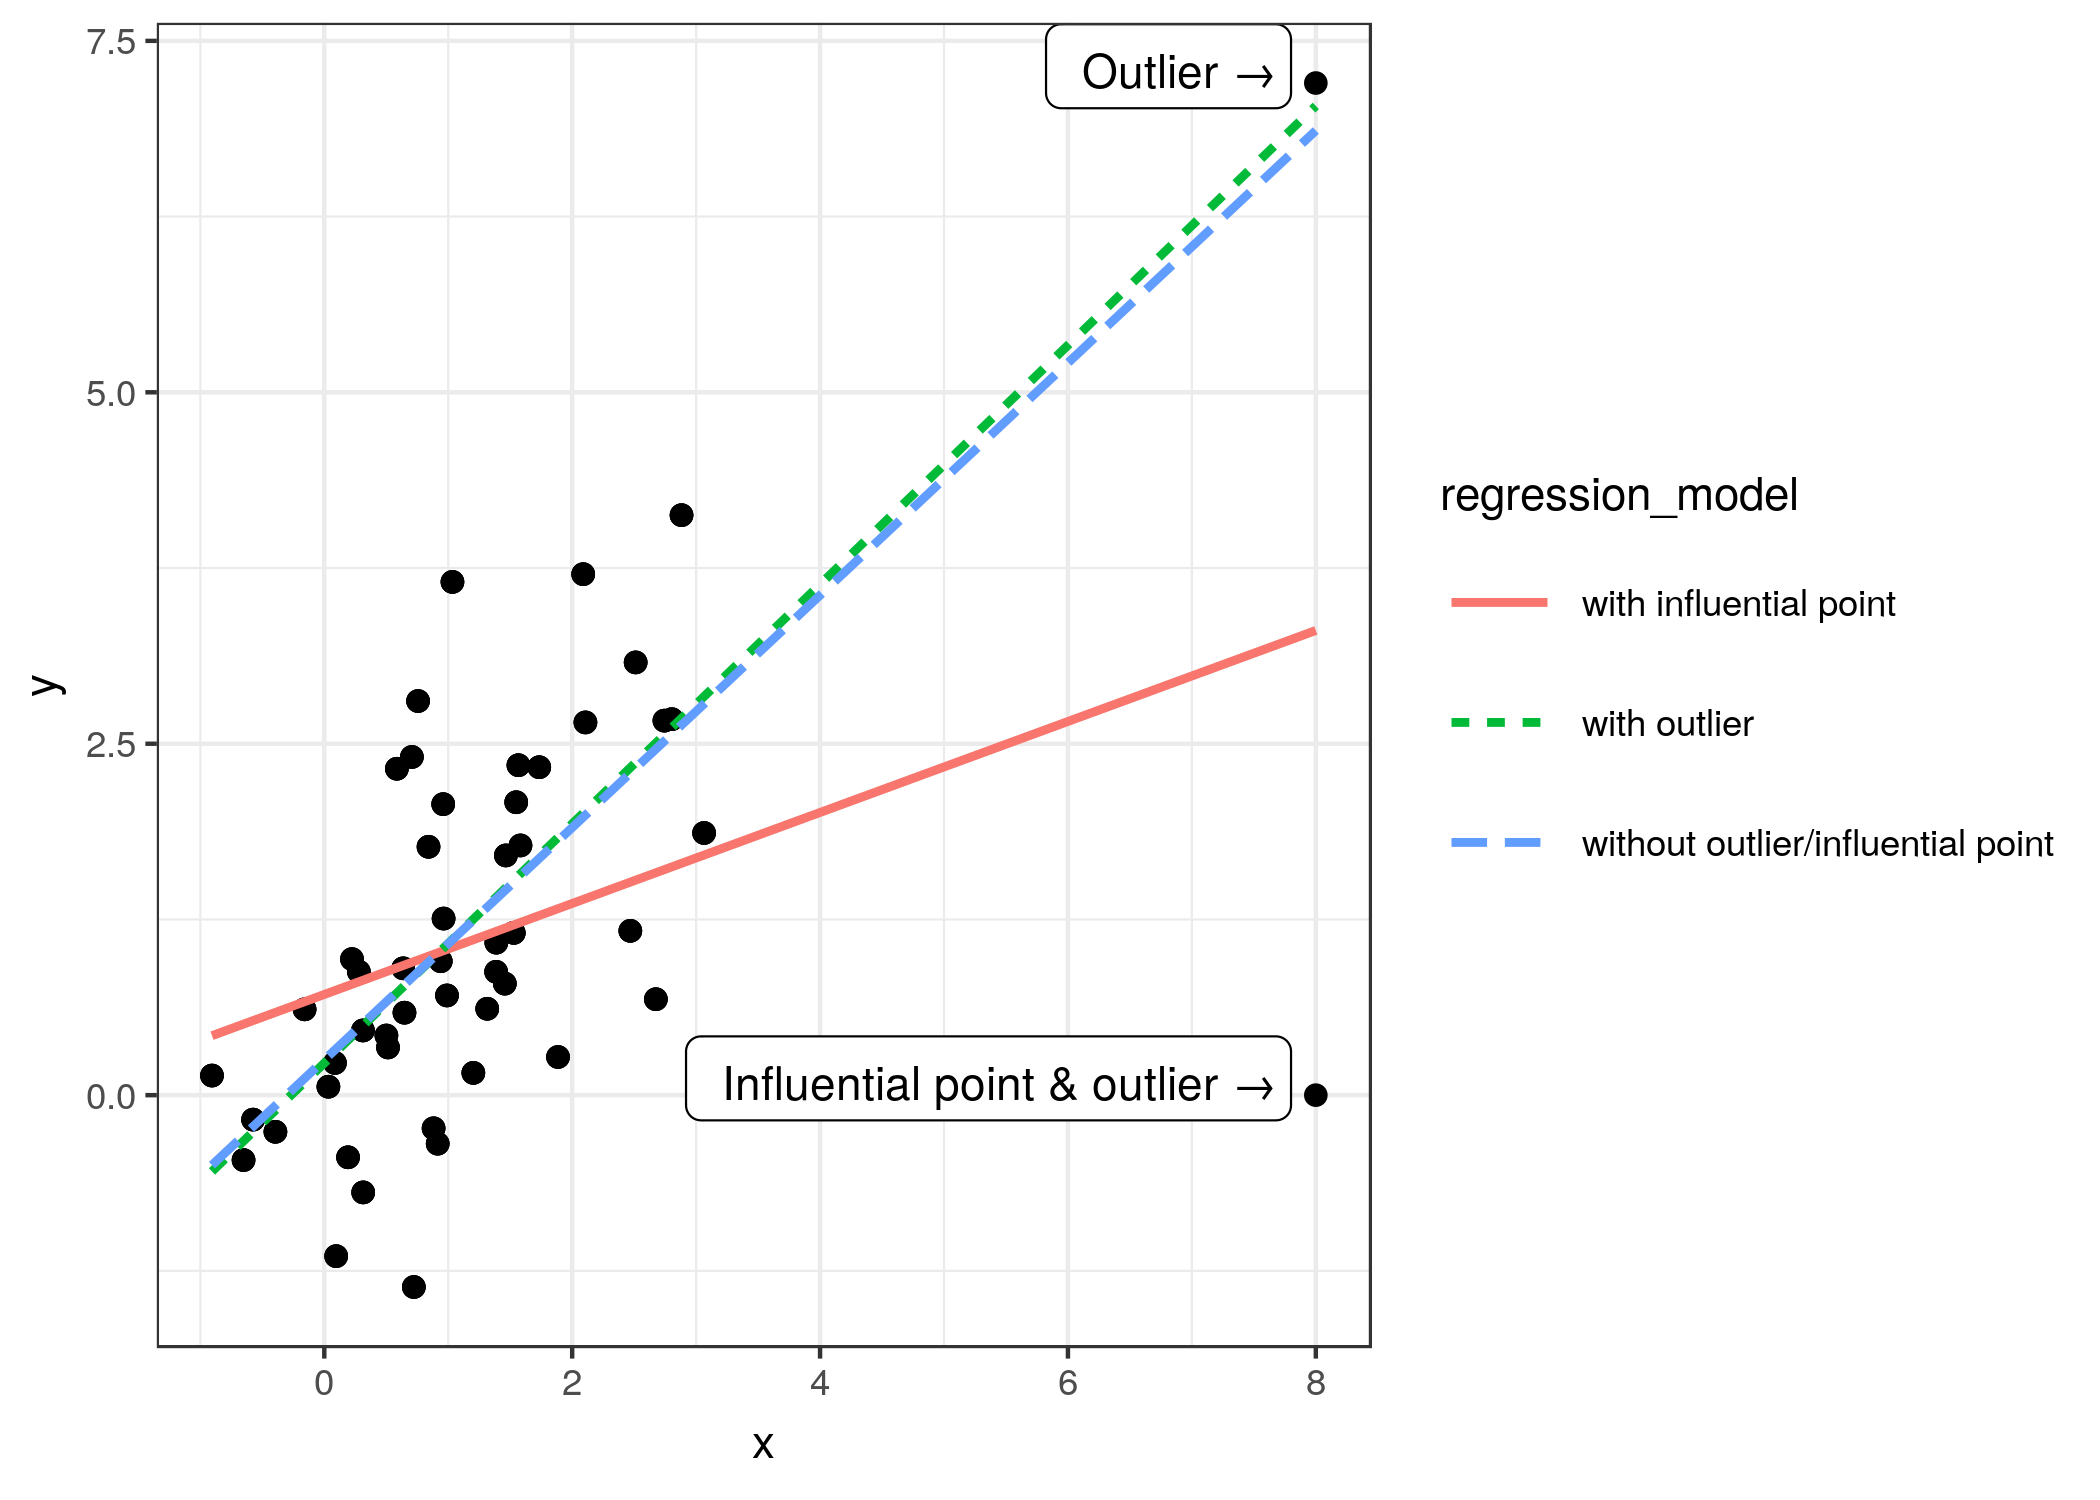 7.5
Outlier →
5.0
regression_model
with influential point
y
with outlier
2.5
without outlier/influential point
Influential point & outlier →
0.0
0 2 4 6 8
x